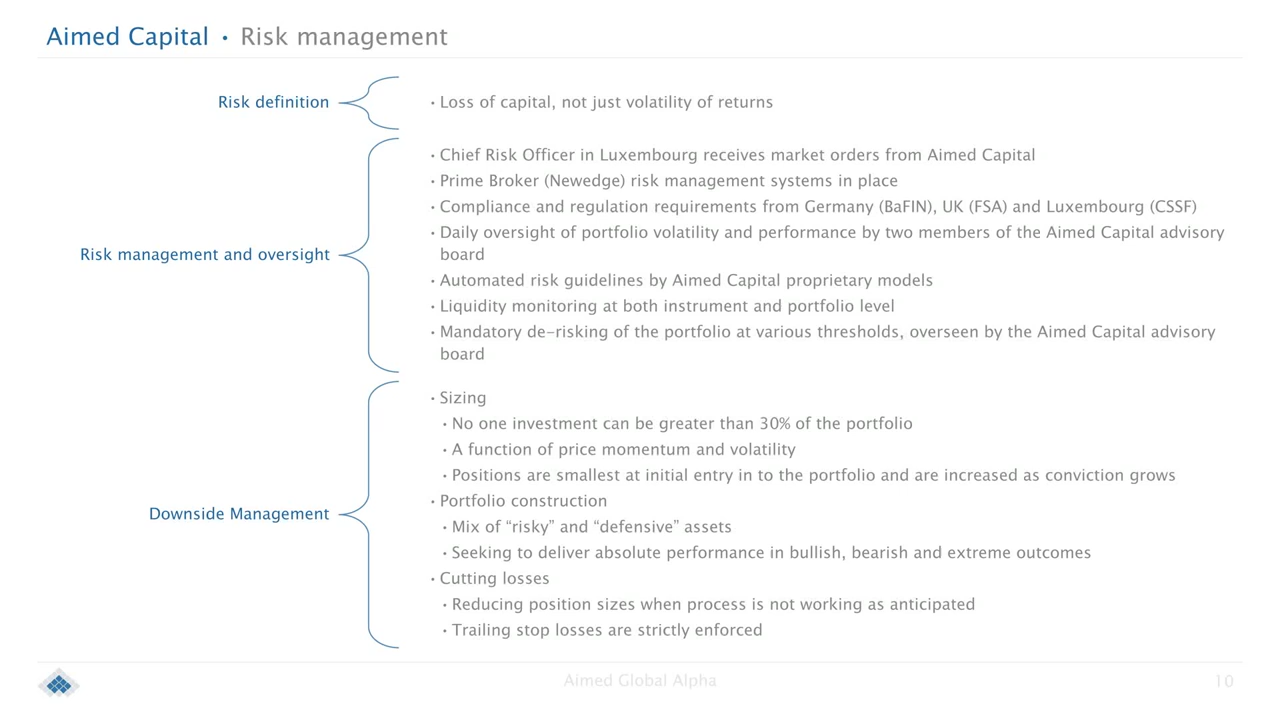 Aimed Capital • Risk management
Risk definition
• Loss of capital, not just volatility of returns
Risk management and oversight
• Chief Risk Officer in Luxembourg receives market orders from Aimed Capital
• Prime Broker (Newedge) risk management systems in place
• Compliance and regulation requirements from Germany (BaFIN), UK (FSA) and Luxembourg (CSSF)
• Daily oversight of portfolio volatility and performance by two members of the Aimed Capital advisory
board
• Automated risk guidelines by Aimed Capital proprietary models
• Liquidity monitoring at both instrument and portfolio level
• Mandatory de-risking of the portfolio at various thresholds, overseen by the Aimed Capital advisory
board
Downside Management
• Sizing
• No one investment can be greater than 30% of the portfolio
• A function of price momentum and volatility
• Positions are smallest at initial entry in to the portfolio and are increased as conviction grows
• Portfolio construction
• Mix of “risky” and “defensive” assets
• Seeking to deliver absolute performance in bullish, bearish and extreme outcomes
• Cutting losses
• Reducing position sizes when process is not working as anticipated
• Trailing stop losses are strictly enforced
Aimed Global Alpha
10